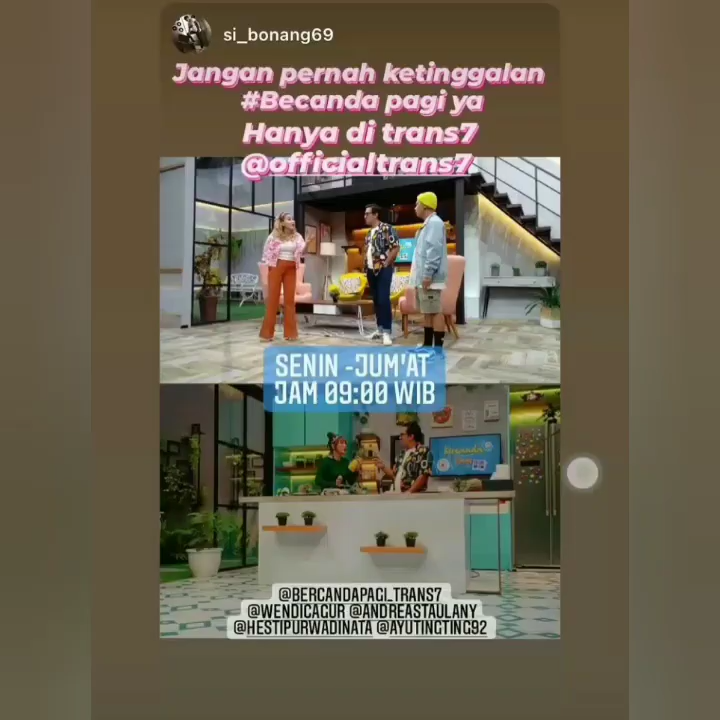 si_bonang69
Jangan pernah ketinggalan
#Becanda pagi ya
Hanya di trans7
@officialtrans7
SENIN -JUM'AT
JAM 09:00 WIB
@BERCANDAPAGI_TRANS7
@WENDICAGUR @ANDREASTAULANY
@HESTIPURWADINATA @AYUTINGTING92